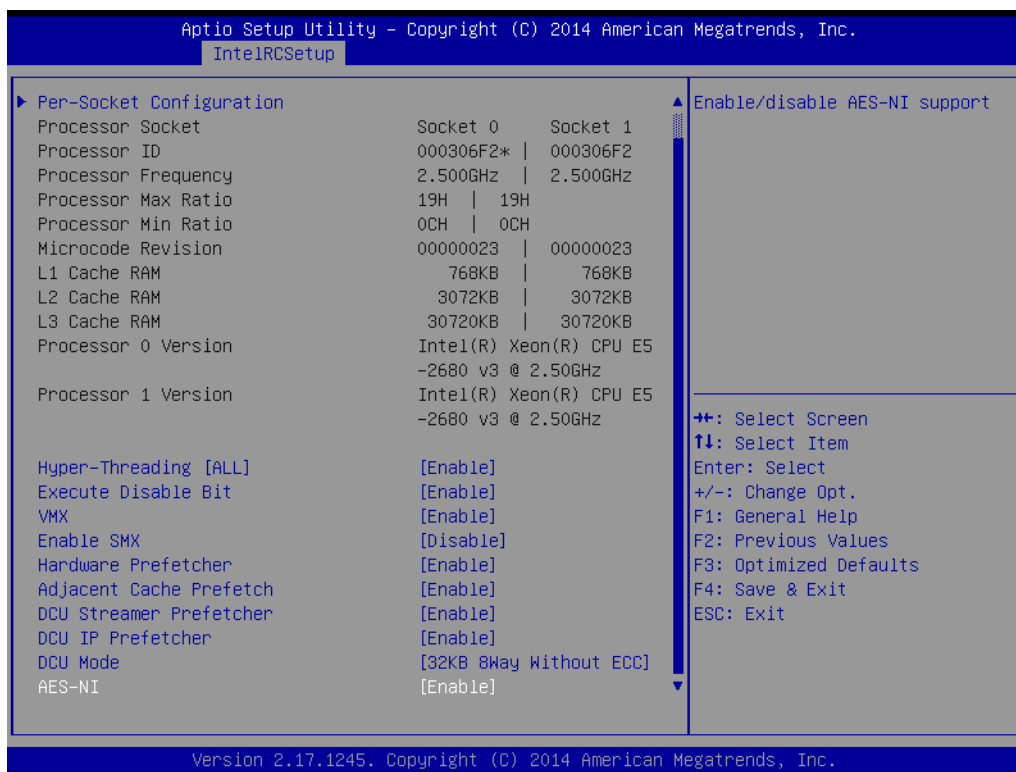 Aptio Setup Utility – Copyright (C) 2014 American Megatrends, Inc.
IntelRCSetup
Per-Socket Configuration
Processor Socket Socket 0 Socket 1
Processor ID 000306F2* | 000306F2
Processor Frequency 2.500GHz | 2.500GHz
Processor Max Ratio 19H | 19H
Processor Min Ratio 0CH | 0CH
Microcode Revision 00000023 | 00000023
L1 Cache RAM 768KB | 768KB
L2 Cache RAM 3072KB | 3072KB
L3 Cache RAM 30720KB | 30720KB
Processor 0 Version Intel(R) Xeon(R) CPU E5
-2680 v3 @ 2.50GHz
Processor 1 Version Intel(R) Xeon(R) CPU E5
-2680 v3 @ 2.50GHz
Hyper-Threading [ALL] [Enable]
Execute Disable Bit [Enable]
VMX [Enable]
Enable SMX [Disable]
Hardware Prefetcher [Enable]
Adjacent Cache Prefetch [Enable]
DCU Streamer Prefetcher [Enable]
DCU IP Prefetcher [Enable]
DCU Mode [32KB 8Way Without ECC]
AES-NI [Enable]
Enable/disable AES-NI support
→←: Select Screen
↑↓: Select Item
Enter: Select
+/-: Change Opt.
F1: General Help
F2: Previous Values
F3: Optimized Defaults
F4: Save & Exit
ESC: Exit
Version 2.17.1245. Copyright (C) 2014 American Megatrends, Inc.